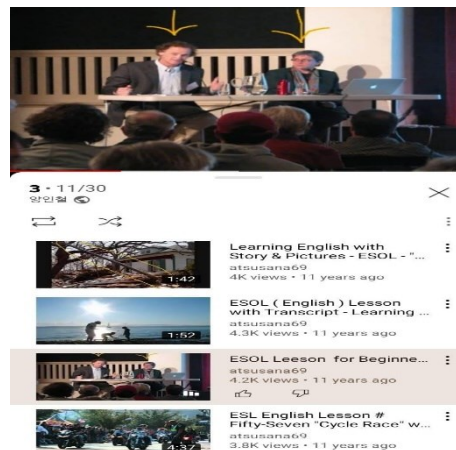 3 · 11/30
양인철
Learning English with
Story & Pictures - ESOL - "...
atsusana69
4K views · 11 years ago
1:42
ESOL ( English ) Lesson
with Transcript - Learning ...
atsusana69
4.3K views · 11 years ago
1:52
ESOL Leeson for Beginne...
atsusana69
4.2K views · 11 years ago
ESL English Lesson #
Fifty-Seven "Cycle Race" w...
atsusana69
3.8K views · 11 years ago
4:37